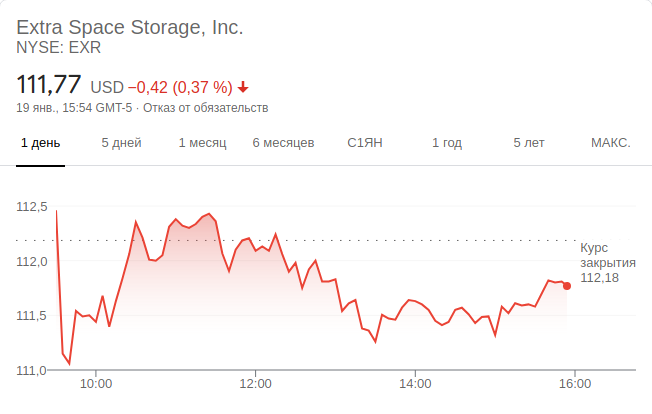 Extra Space Storage, Inc.
NYSE: EXR
111,77 USD −0,42 (0,37 %)
19 янв., 15:54 GMT-5 · Отказ от обязательств
1 день 5 дней 1 месяц 6 месяцев С1ЯН 1 год 5 лет МАКС.
112,5
Курс
закрытия
112,18
112,0
111,5
111,0
10:00 12:00 14:00 16:00